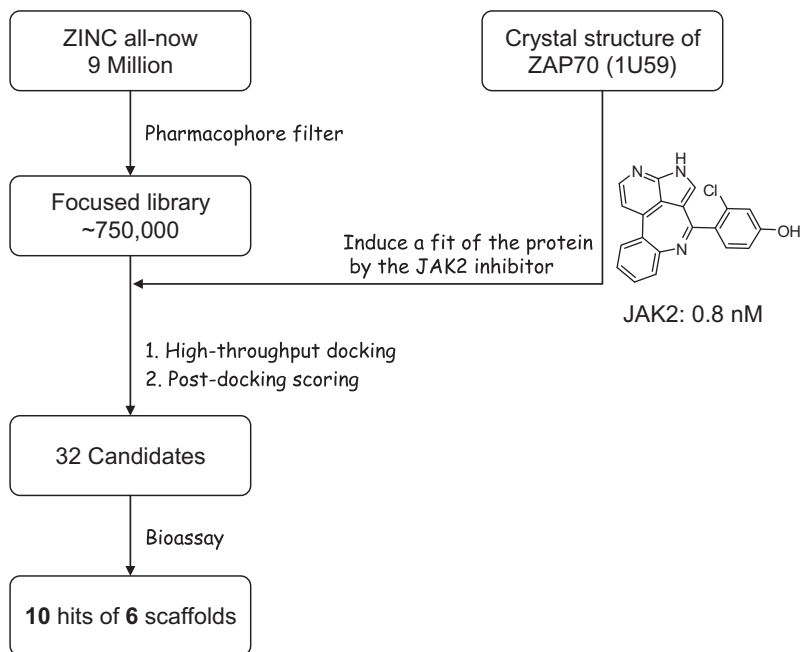 ZINC all-now
9 Million
Crystal structure of
ZAP70 (1U59)
Pharmacophore filter
Focused library
~750,000
Induce a fit of the protein
by the JAK2 inhibitor
H
N
N
Cl
N
OH
JAK2: 0.8 nM
1. High-throughput docking
2. Post-docking scoring
32 Candidates
Bioassay
10 hits of 6 scaffolds